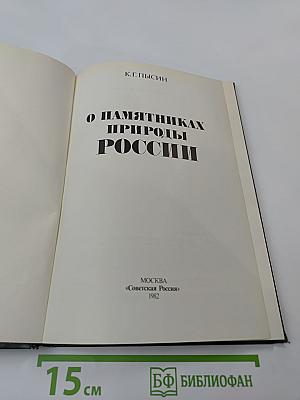 К. Г. ПЫСИН
О ПАМЯТНИКАХ
ПРИРОДЫ
РОССИИ
МОСКВА
«Советская Россия»
1982
15 см
БФ БИБЛИОФАН